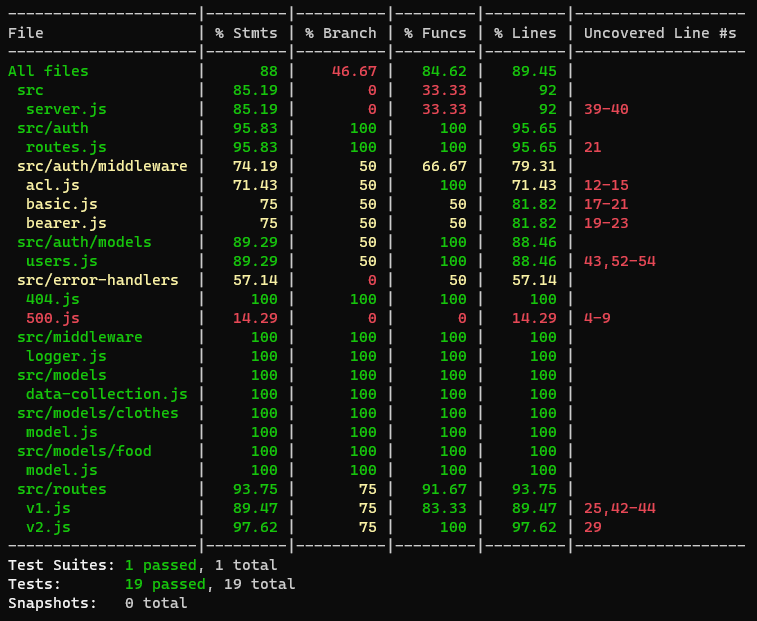 --------------------|---------|----------|---------|---------|-------------------
File                | % Stmts | % Branch | % Funcs | % Lines | Uncovered Line #s
--------------------|---------|----------|---------|---------|-------------------
All files           |      88 |    46.67 |   84.62 |   89.45 |
 src                |   85.19 |        0 |   33.33 |      92 |
  server.js         |   85.19 |        0 |   33.33 |      92 | 39-40
 src/auth           |   95.83 |      100 |     100 |   95.65 |
  routes.js         |   95.83 |      100 |     100 |   95.65 | 21
 src/auth/middleware |   74.19 |       50 |   66.67 |   79.31 |
  acl.js            |   71.43 |       50 |     100 |   71.43 | 12-15
  basic.js          |      75 |       50 |      50 |   81.82 | 17-21
  bearer.js         |      75 |       50 |      50 |   81.82 | 19-23
 src/auth/models    |   89.29 |       50 |     100 |   88.46 |
  users.js          |   89.29 |       50 |     100 |   88.46 | 43,52-54
 src/error-handlers |   57.14 |        0 |      50 |   57.14 |
  404.js            |     100 |      100 |     100 |     100 |
  500.js            |   14.29 |        0 |       0 |   14.29 | 4-9
 src/middleware     |     100 |      100 |     100 |     100 |
  logger.js         |     100 |      100 |     100 |     100 |
 src/models         |     100 |      100 |     100 |     100 |
  data-collection.js |     100 |      100 |     100 |     100 |
 src/models/clothes |     100 |      100 |     100 |     100 |
  model.js          |     100 |      100 |     100 |     100 |
 src/models/food    |     100 |      100 |     100 |     100 |
  model.js          |     100 |      100 |     100 |     100 |
 src/routes         |   93.75 |       75 |   91.67 |   93.75 |
  v1.js             |   89.47 |       75 |   83.33 |   89.47 | 25,42-44
  v2.js             |   97.62 |       75 |     100 |   97.62 | 29
--------------------|---------|----------|---------|---------|-------------------
Test Suites: 1 passed, 1 total
Tests:       19 passed, 19 total
Snapshots:   0 total